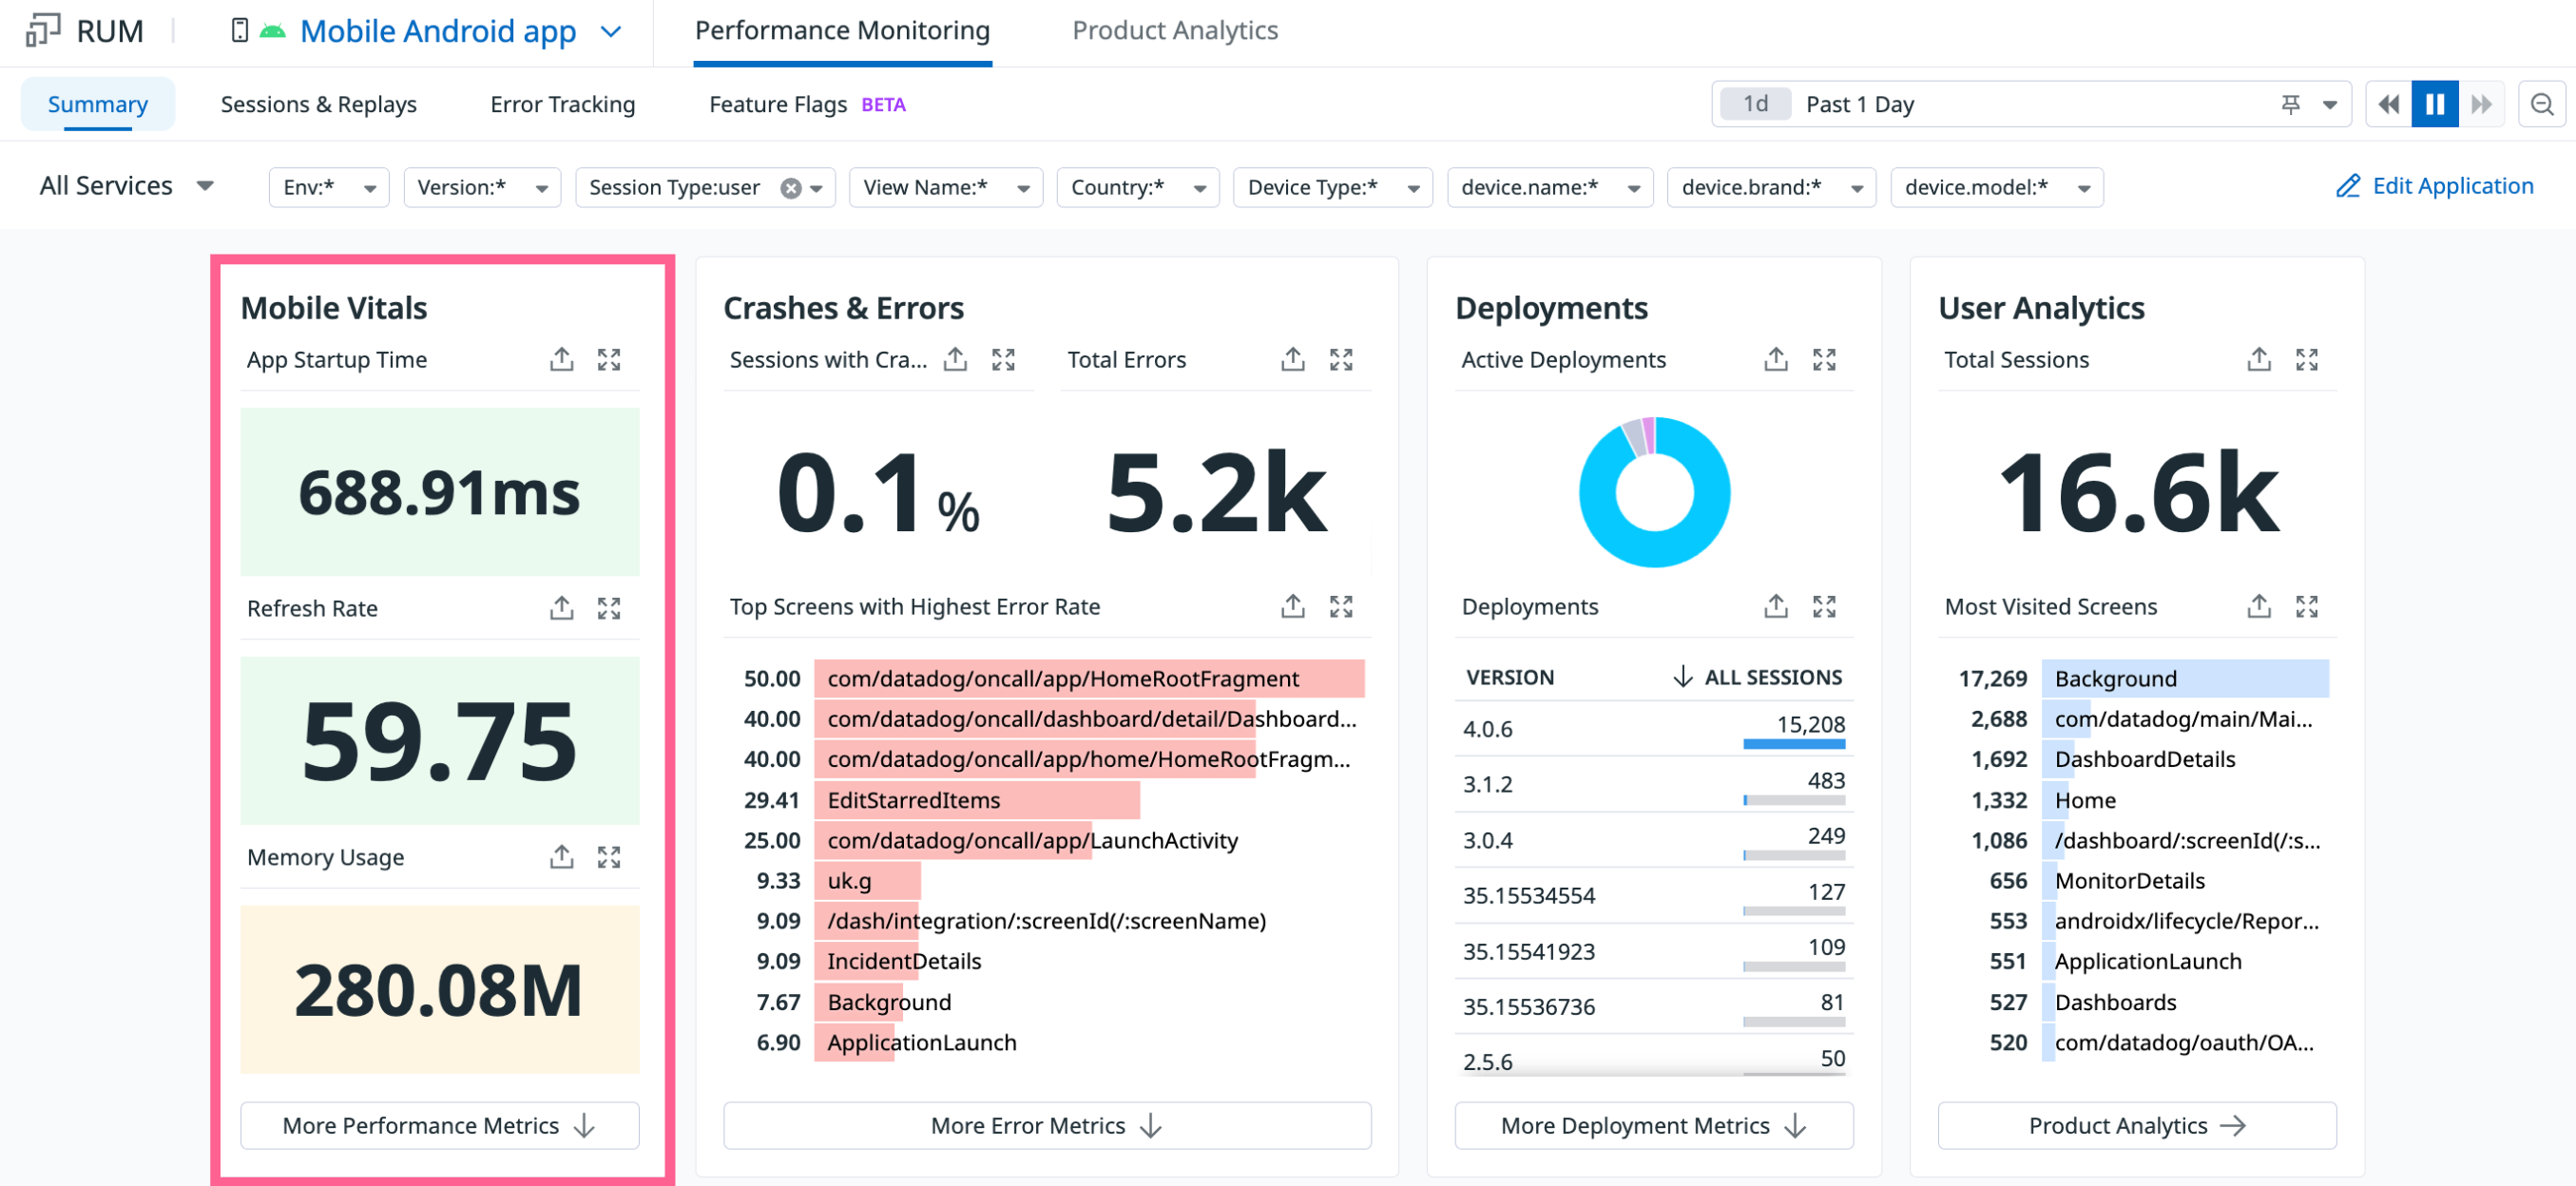 RUM
Mobile Android app
Performance Monitoring
Product Analytics
Summary
Sessions & Replays
Error Tracking
Feature Flags BETA
1d Past 1 Day
All Services
Env:*
Version:*
Session Type:user
View Name:*
Country:*
Device Type:*
device.name:*
device.brand:*
device.model:*
Edit Application
Mobile Vitals
App Startup Time
688.91ms
Refresh Rate
59.75
Memory Usage
280.08M
More Performance Metrics
Crashes & Errors
Sessions with Cra...
0.1%
Total Errors
5.2k
Top Screens with Highest Error Rate
50.00 com/datadog/oncall/app/HomeRootFragment
40.00 com/datadog/oncall/dashboard/detail/Dashboard...
40.00 com/datadog/oncall/app/home/HomeRootFragm...
29.41 EditStarredItems
25.00 com/datadog/oncall/app/LaunchActivity
9.33 uk.g
9.09 /dash/integration/:screenId(/:screenName)
9.09 IncidentDetails
7.67 Background
6.90 ApplicationLaunch
More Error Metrics
Deployments
Active Deployments
Deployments
VERSION ALL SESSIONS
4.0.6 15,208
3.1.2 483
3.0.4 249
35.15534554 127
35.15541923 109
35.15536736 81
2.5.6 50
More Deployment Metrics
User Analytics
Total Sessions
16.6k
Most Visited Screens
17,269 Background
2,688 com/datadog/main/Mai...
1,692 DashboardDetails
1,332 Home
1,086 /dashboard/:screenId(/:s...
656 MonitorDetails
553 androidx/lifecycle/Repor...
551 ApplicationLaunch
527 Dashboards
520 com/datadog/oauth/OA...
Product Analytics